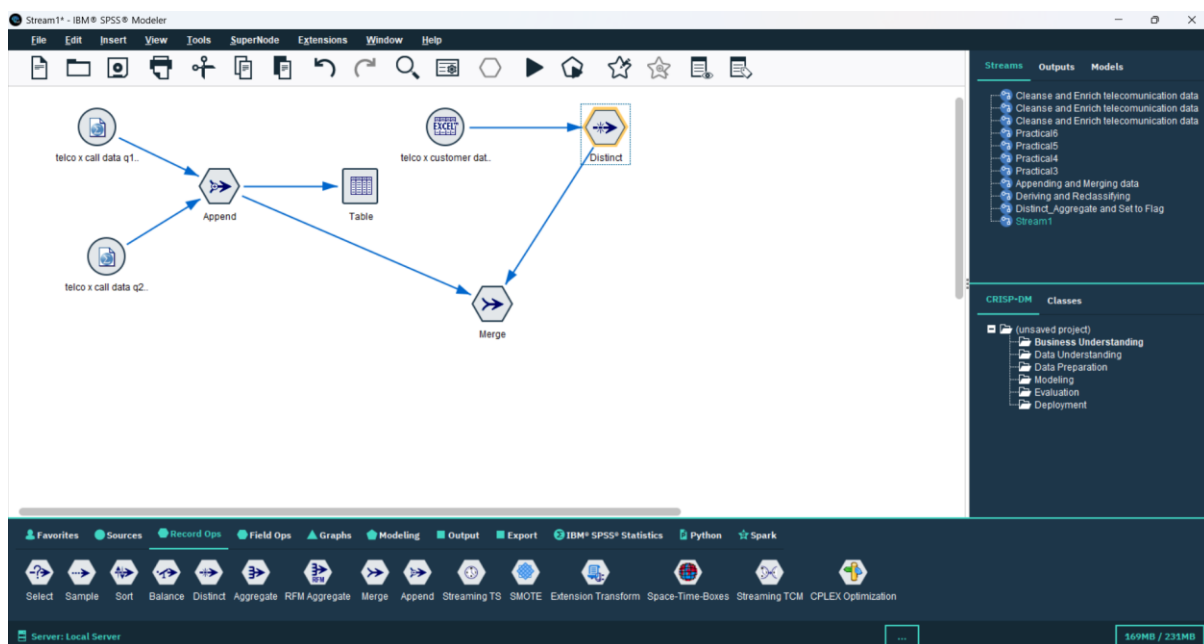 Stream1* - IBM® SPSS® Modeler
File Edit Insert View Tools SuperNode Extensions Window Help
EXCEL
telco x call data q1..
telco x customer dat..
Distinct
Append
Table
telco x call data q2..
Merge
Streams Outputs Models
Cleanse and Enrich telecomunication data
Cleanse and Enrich telecomunication data
Cleanse and Enrich telecomunication data
Practical6
Practical5
Practical4
Practical3
Appending and Merging data
Deriving and Reclassifying
Distinct_Aggregate and Set to Flag
Stream1
CRISP-DM Classes
(unsaved project)
Business Understanding
Data Understanding
Data Preparation
Modeling
Evaluation
Deployment
Favorites Sources Record Ops Field Ops Graphs Modeling Output Export IBM® SPSS® Statistics Python Spark
RFM
Select Sample Sort Balance Distinct Aggregate RFM Aggregate Merge Append Streaming TS SMOTE Extension Transform Space-Time-Boxes Streaming TCM CPLEX Optimization
Server: Local Server ... 169MB / 231MB